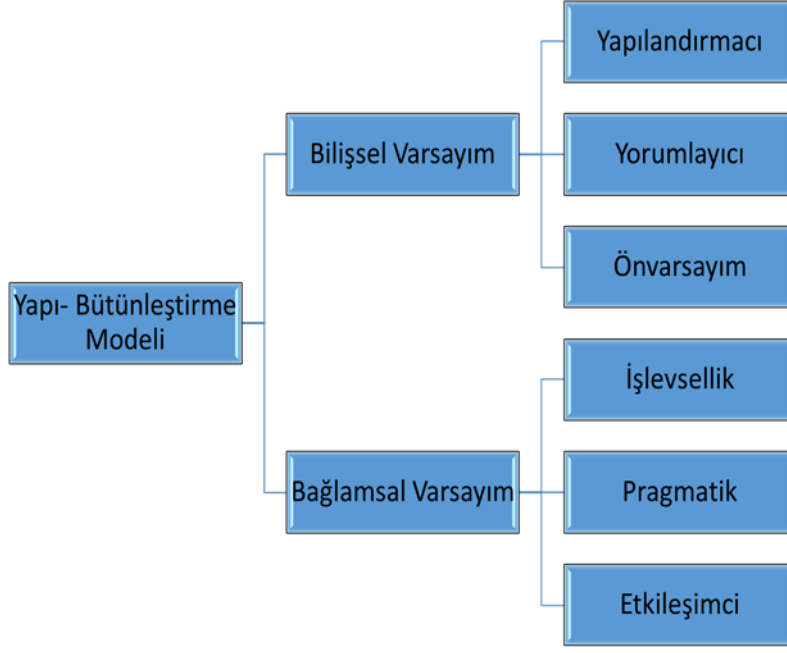 Yapı- Bütünleştirme
Modeli
Bilişsel Varsayım
Yapılandırmacı
Yorumlayıcı
Önvarsayım
Bağlamsal Varsayım
İşlevsellik
Pragmatik
Etkileşimci